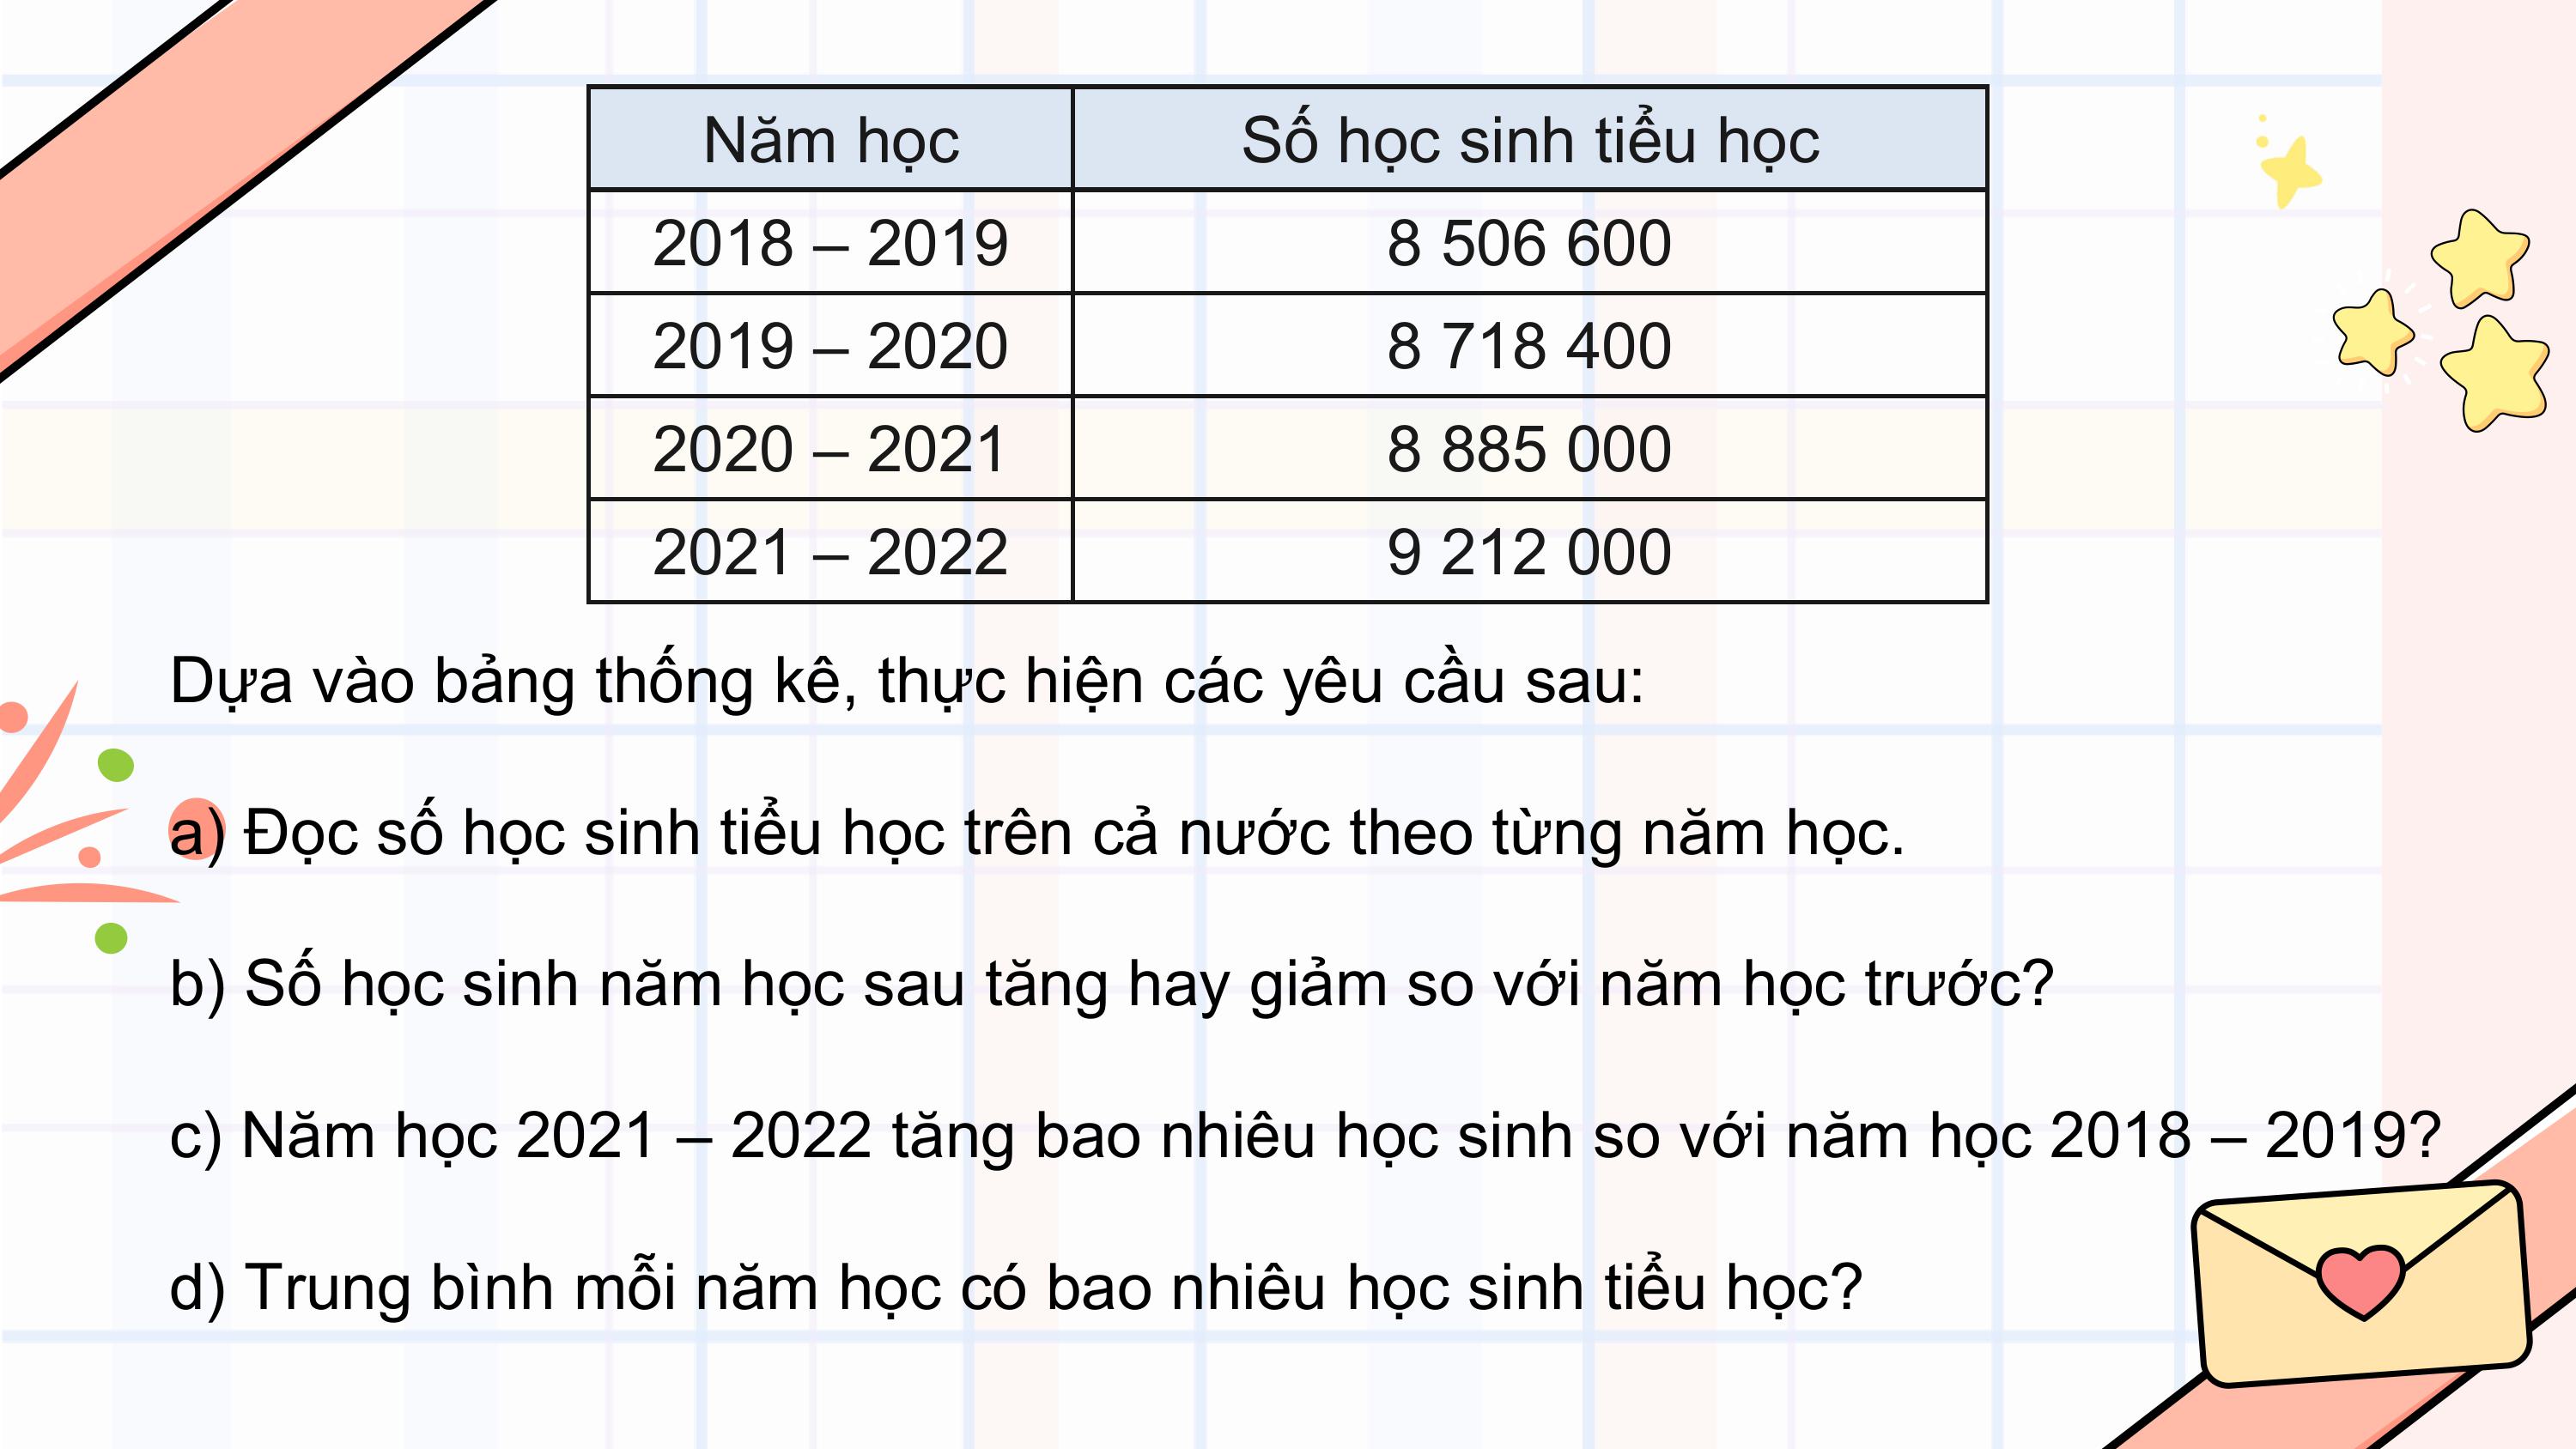 Năm học Số học sinh tiểu học
2018 – 2019 8 506 600
2019 – 2020 8 718 400
2020 – 2021 8 885 000
2021 – 2022 9 212 000
Dựa vào bảng thống kê, thực hiện các yêu cầu sau:
a) Đọc số học sinh tiểu học trên cả nước theo từng năm học.
b) Số học sinh năm học sau tăng hay giảm so với năm học trước?
c) Năm học 2021 – 2022 tăng bao nhiêu học sinh so với năm học 2018 – 2019?
d) Trung bình mỗi năm học có bao nhiêu học sinh tiểu học?